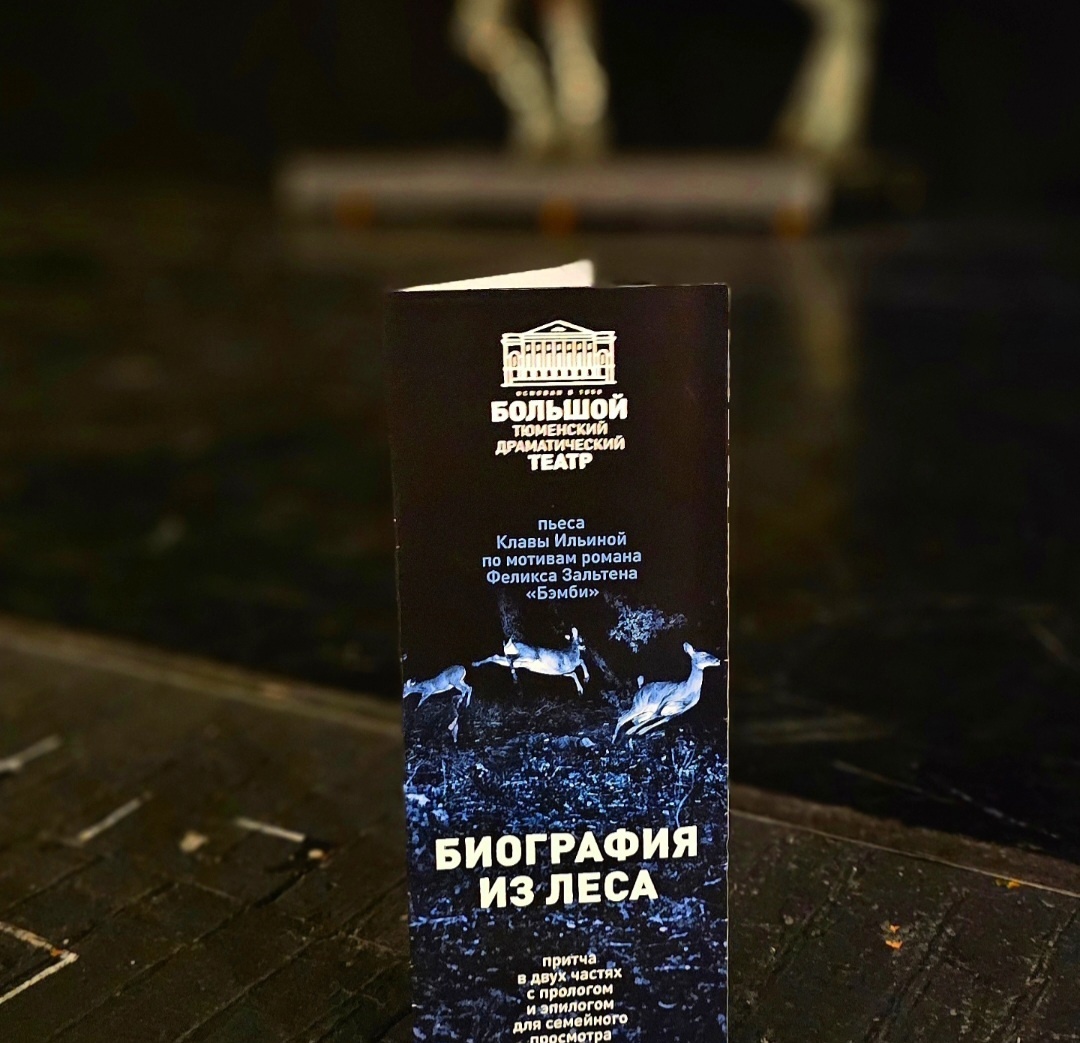 БОЛЬШОЙ
ТЮМЕНСКИЙ
ДРАМАТИЧЕСКИЙ
ТЕАТР
пьеса
Клавы Ильиной
по мотивам романа
Феликса Зальтена
«Бэмби»
БИОГРАФИЯ
ИЗ ЛЕСА
притча
в двух частях
с прологом
и эпилогом
для семейного
просмотра